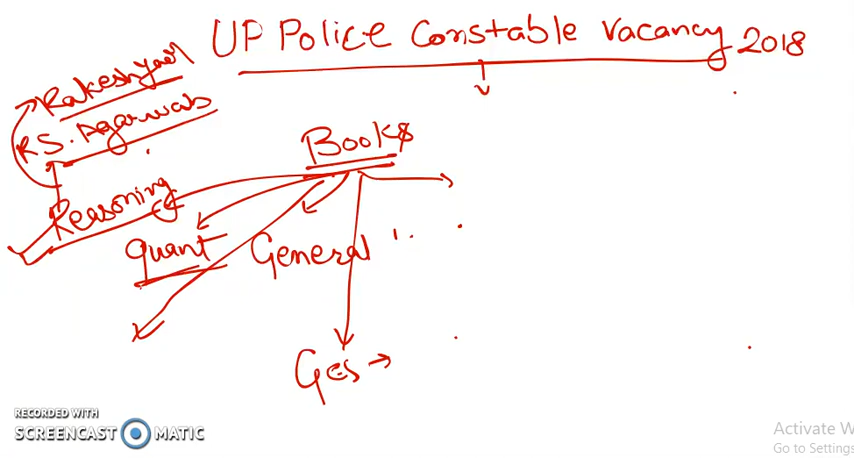 UP Police Constable Vacancy 2018
Rakesh Yadav
RS. Agarwal
Books
Reasoning
Quant
General
RECORDED WITH
SCREENCAST MATIC
Activate W
Go to Settings